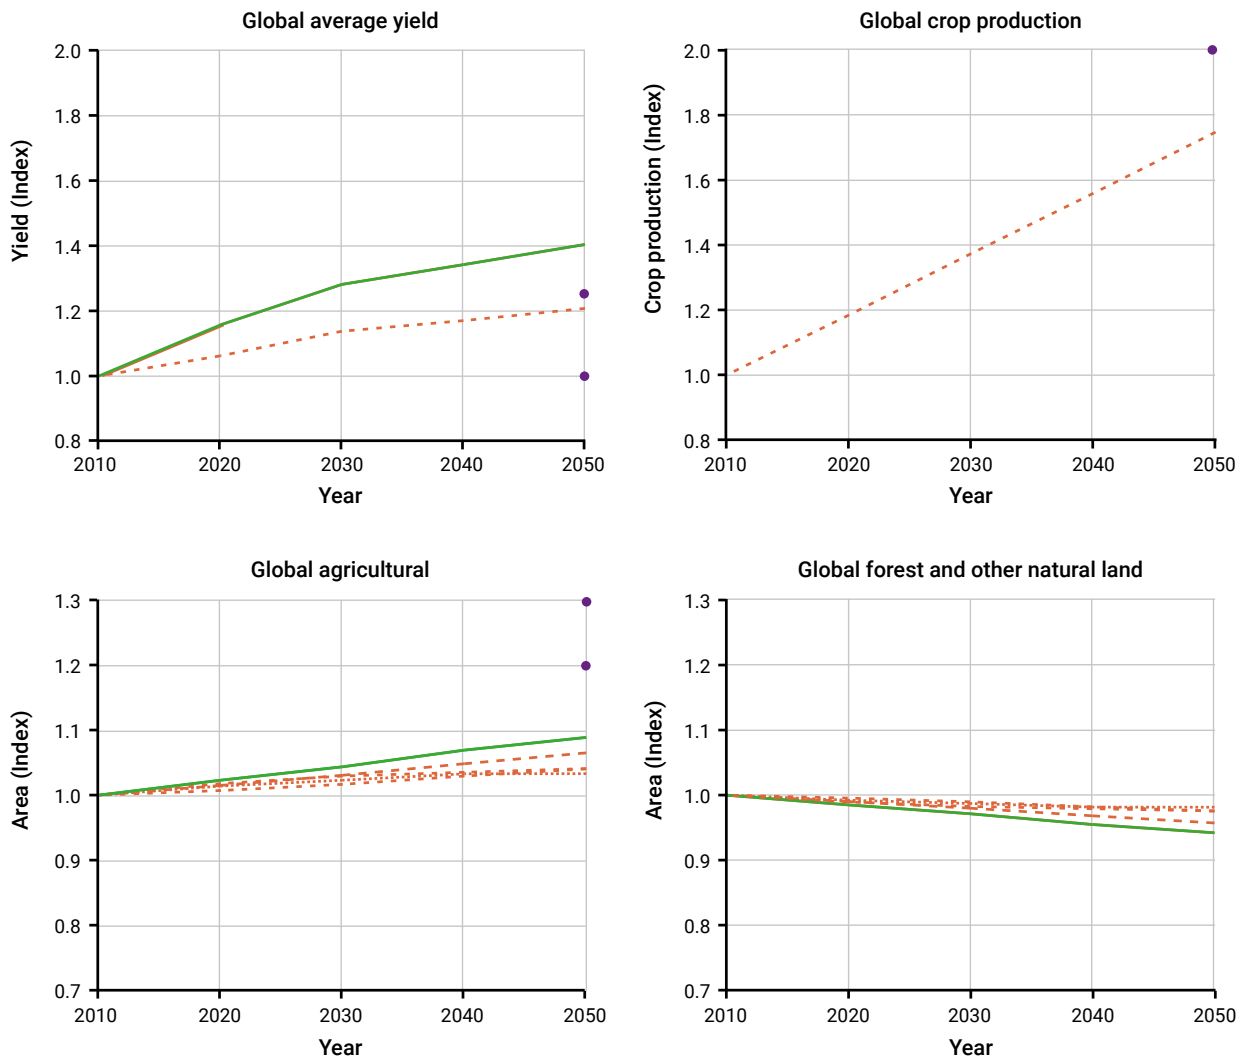 Global average yield
Yield (Index)
2.0
1.8
1.6
1.4
1.2
1.0
0.8
2010 2020 2030 2040 2050
Year
Global crop production
Crop production (Index)
2.0
1.8
1.6
1.4
1.2
1.0
0.8
2010 2020 2030 2040 2050
Year
Global agricultural
Area (Index)
1.3
1.2
1.1
1.0
0.9
0.8
0.7
2010 2020 2030 2040 2050
Year
Global forest and other natural land
Area (Index)
1.3
1.2
1.1
1.0
0.9
0.8
0.7
2010 2020 2030 2040 2050
Year